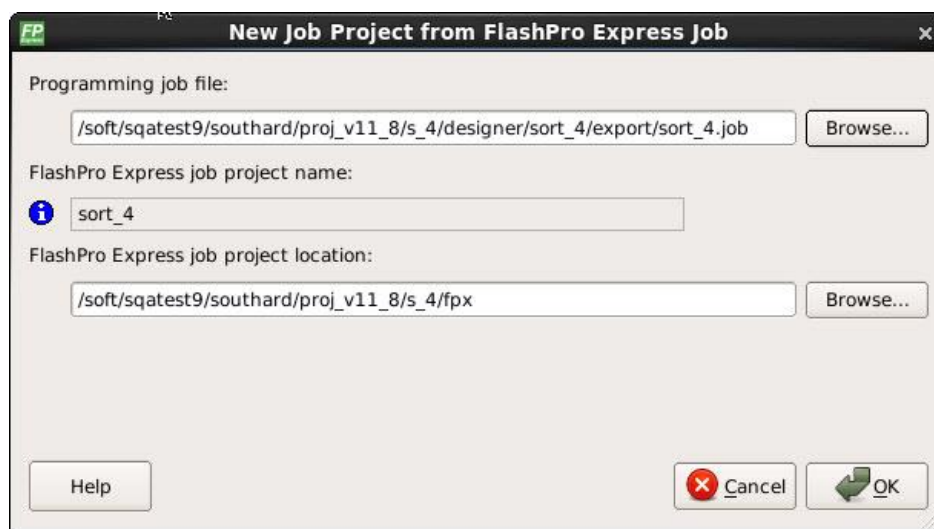 FP
New Job Project from FlashPro Express Job
Programming job file:
/soft/sqatest9/southard/proj_v11_8/s_4/designer/sort_4/export/sort_4.job Browse...
FlashPro Express job project name:
sort_4
FlashPro Express job project location:
/soft/sqatest9/southard/proj_v11_8/s_4/fpx Browse...
Help Cancel OK